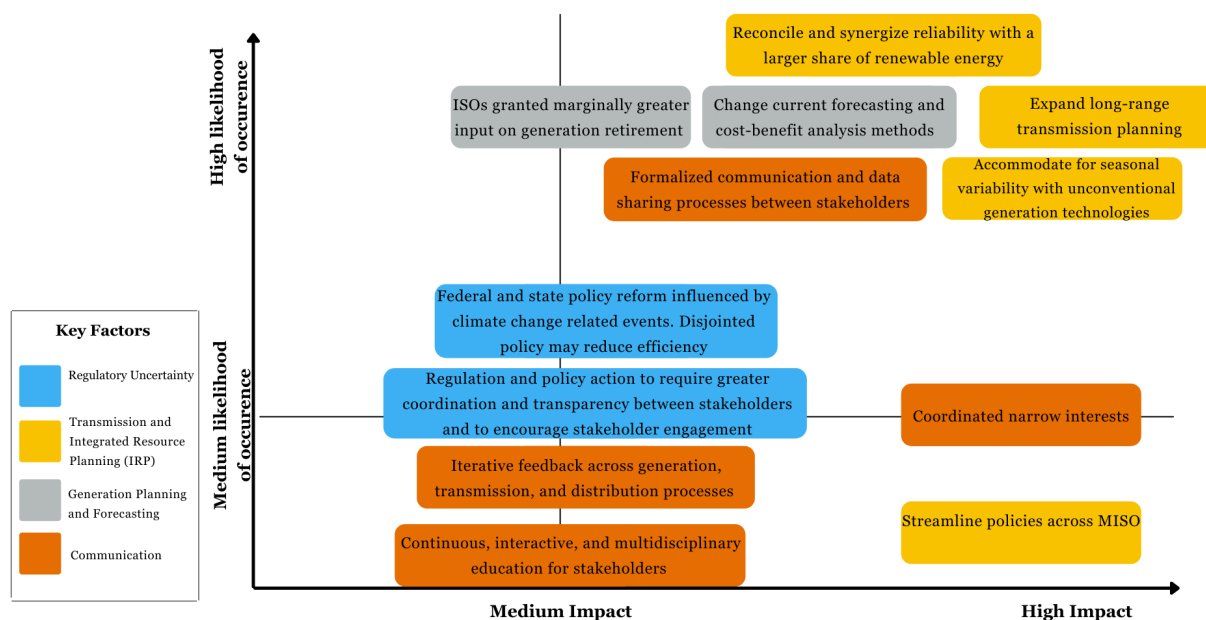 Reconcile and synergize reliability with a
larger share of renewable energy
ISOs granted marginally greater
input on generation retirement
Change current forecasting and
cost-benefit analysis methods
Expand long-range
transmission planning
Formalized communication and data
sharing processes between stakeholders
Accommodate for seasonal
variability with unconventional
generation technologies
High likelihood
of occurence
Federal and state policy reform influenced by
climate change related events. Disjointed
policy may reduce efficiency
Regulation and policy action to require greater
coordination and transparency between stakeholders
and to encourage stakeholder engagement
Coordinated narrow interests
Medium likelihood
of occurence
Iterative feedback across generation,
transmission, and distribution processes
Continuous, interactive, and multidisciplinary
education for stakeholders
Streamline policies across MISO
Medium Impact
High Impact
Key Factors
Regulatory Uncertainty
Transmission and
Integrated Resource
Planning (IRP)
Generation Planning
and Forecasting
Communication